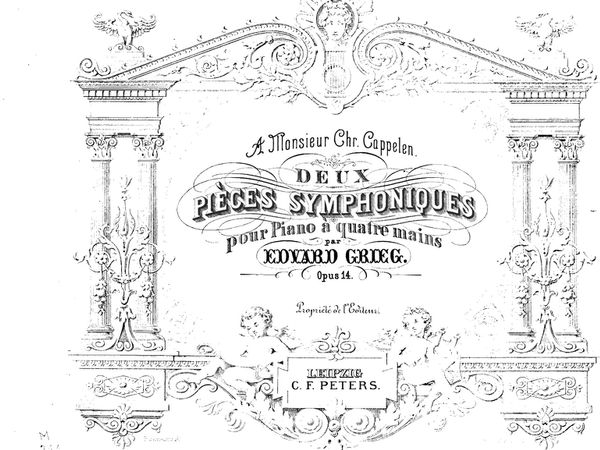 A Monsieur Chr. Cappelen.
DEUX
PIÈCES SYMPHONIQUES
pour Piano à quatre mains
par
EDVARD GRIEG.
Opus 14.
Propriété de l'Editeur.
LEIPZIG
C. F. PETERS.
M